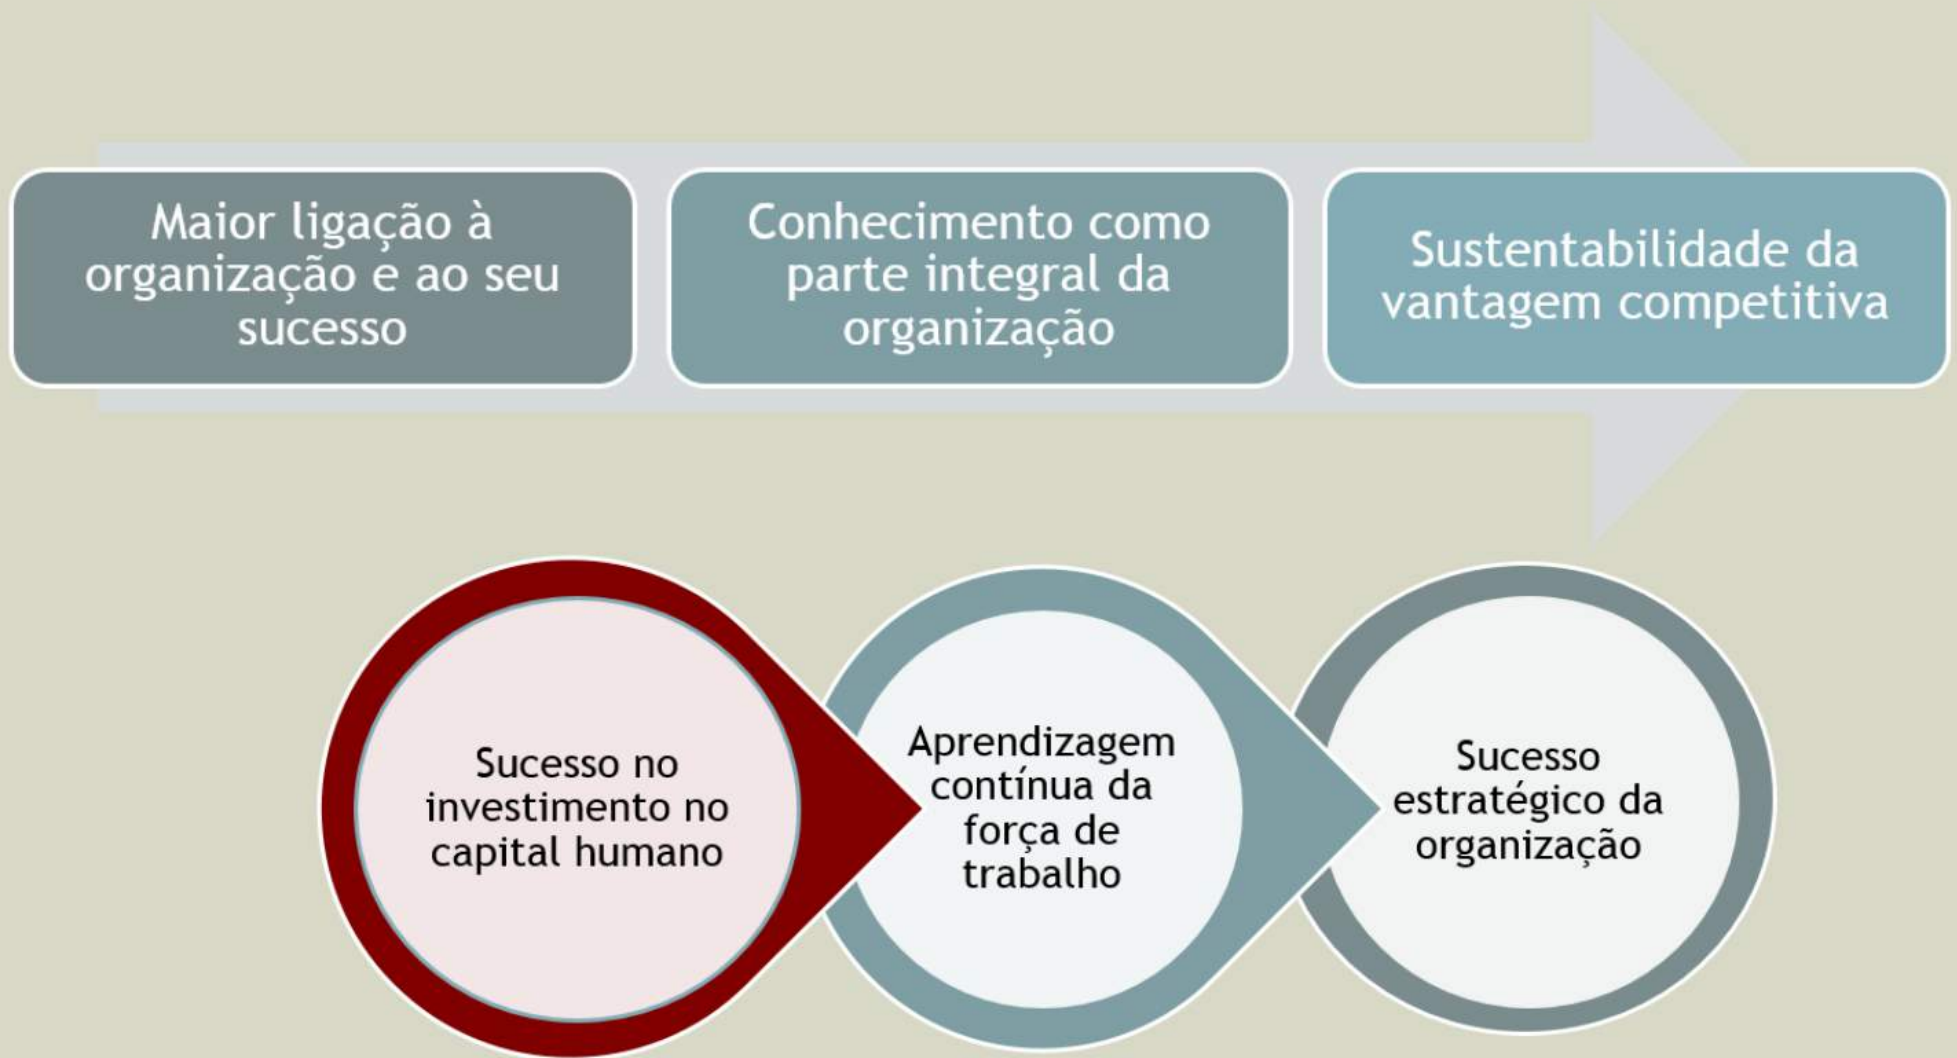 Maior ligação à
organização e ao seu
sucesso
Conhecimento como
parte integral da
organização
Sustentabilidade da
vantagem competitiva
Sucesso no
investimento no
capital humano
Aprendizagem
contínua da
força de
trabalho
Sucesso
estratégico da
organização